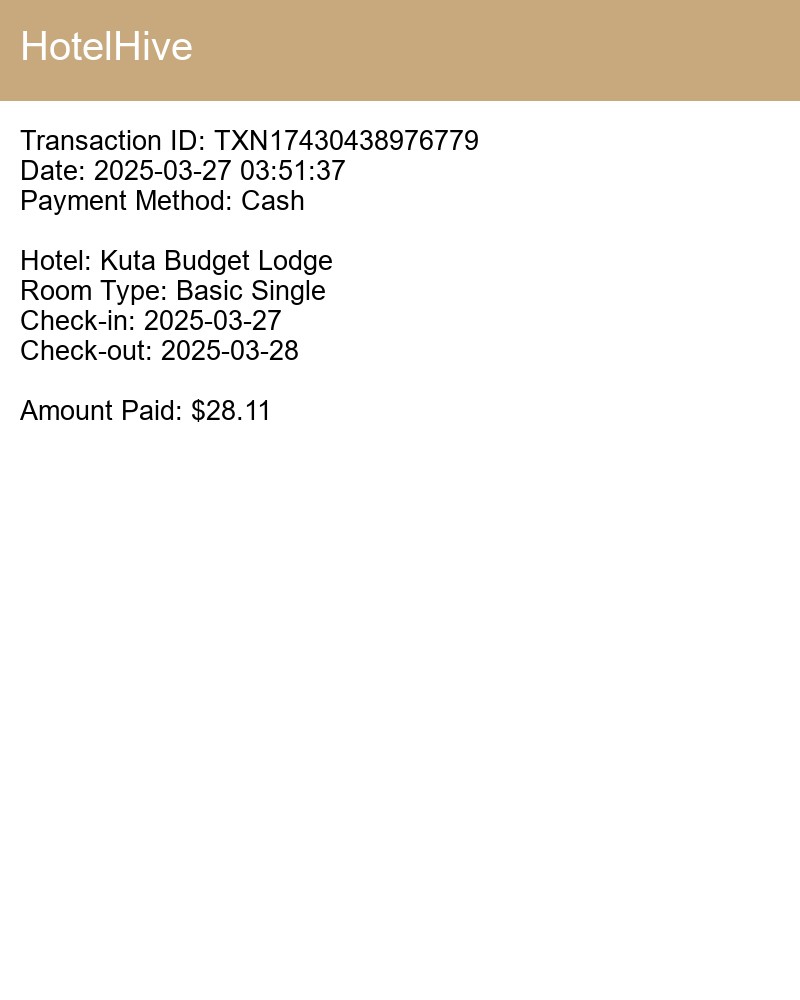 HotelHive
Transaction ID: TXN17430438976779
Date: 2025-03-27 03:51:37
Payment Method: Cash
Hotel: Kuta Budget Lodge
Room Type: Basic Single
Check-in: 2025-03-27
Check-out: 2025-03-28
Amount Paid: $28.11